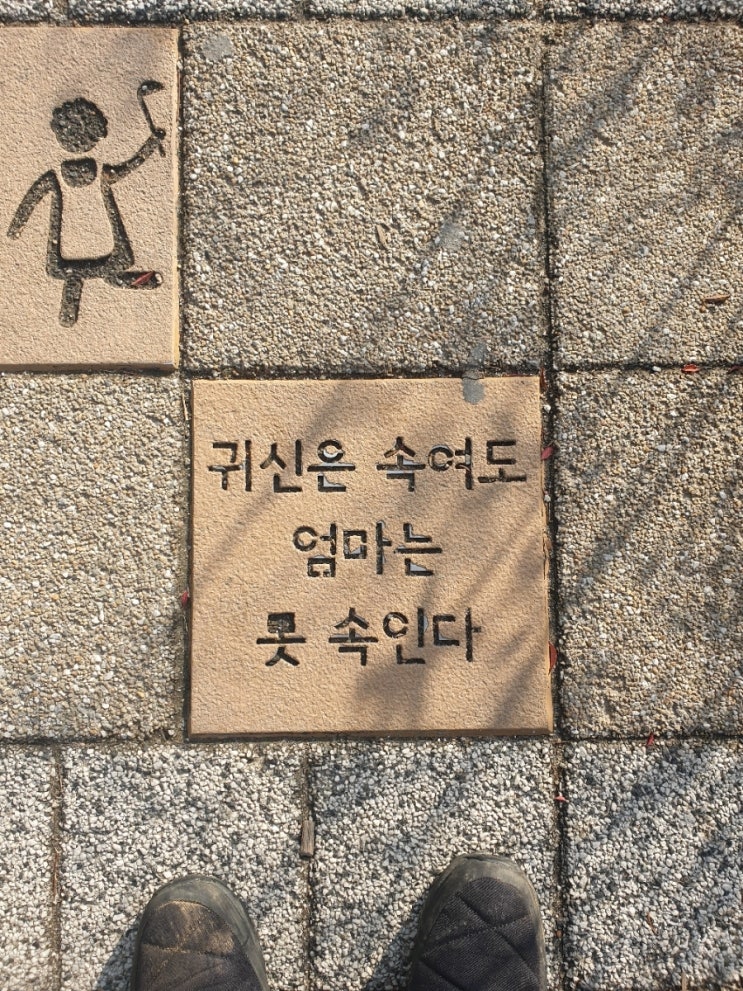 귀신은 속여도
엄마는
못 속인다